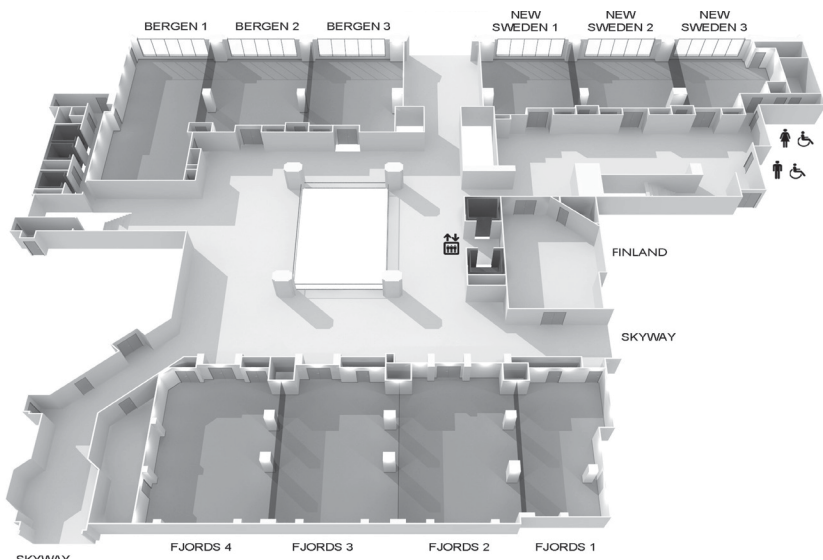 BERGEN 1
BERGEN 2
BERGEN 3
NEW
SWEDEN 1
NEW
SWEDEN 2
NEW
SWEDEN 3
FINLAND
SKYWAY
FJORDS 4
FJORDS 3
FJORDS 2
FJORDS 1
SKYWAY